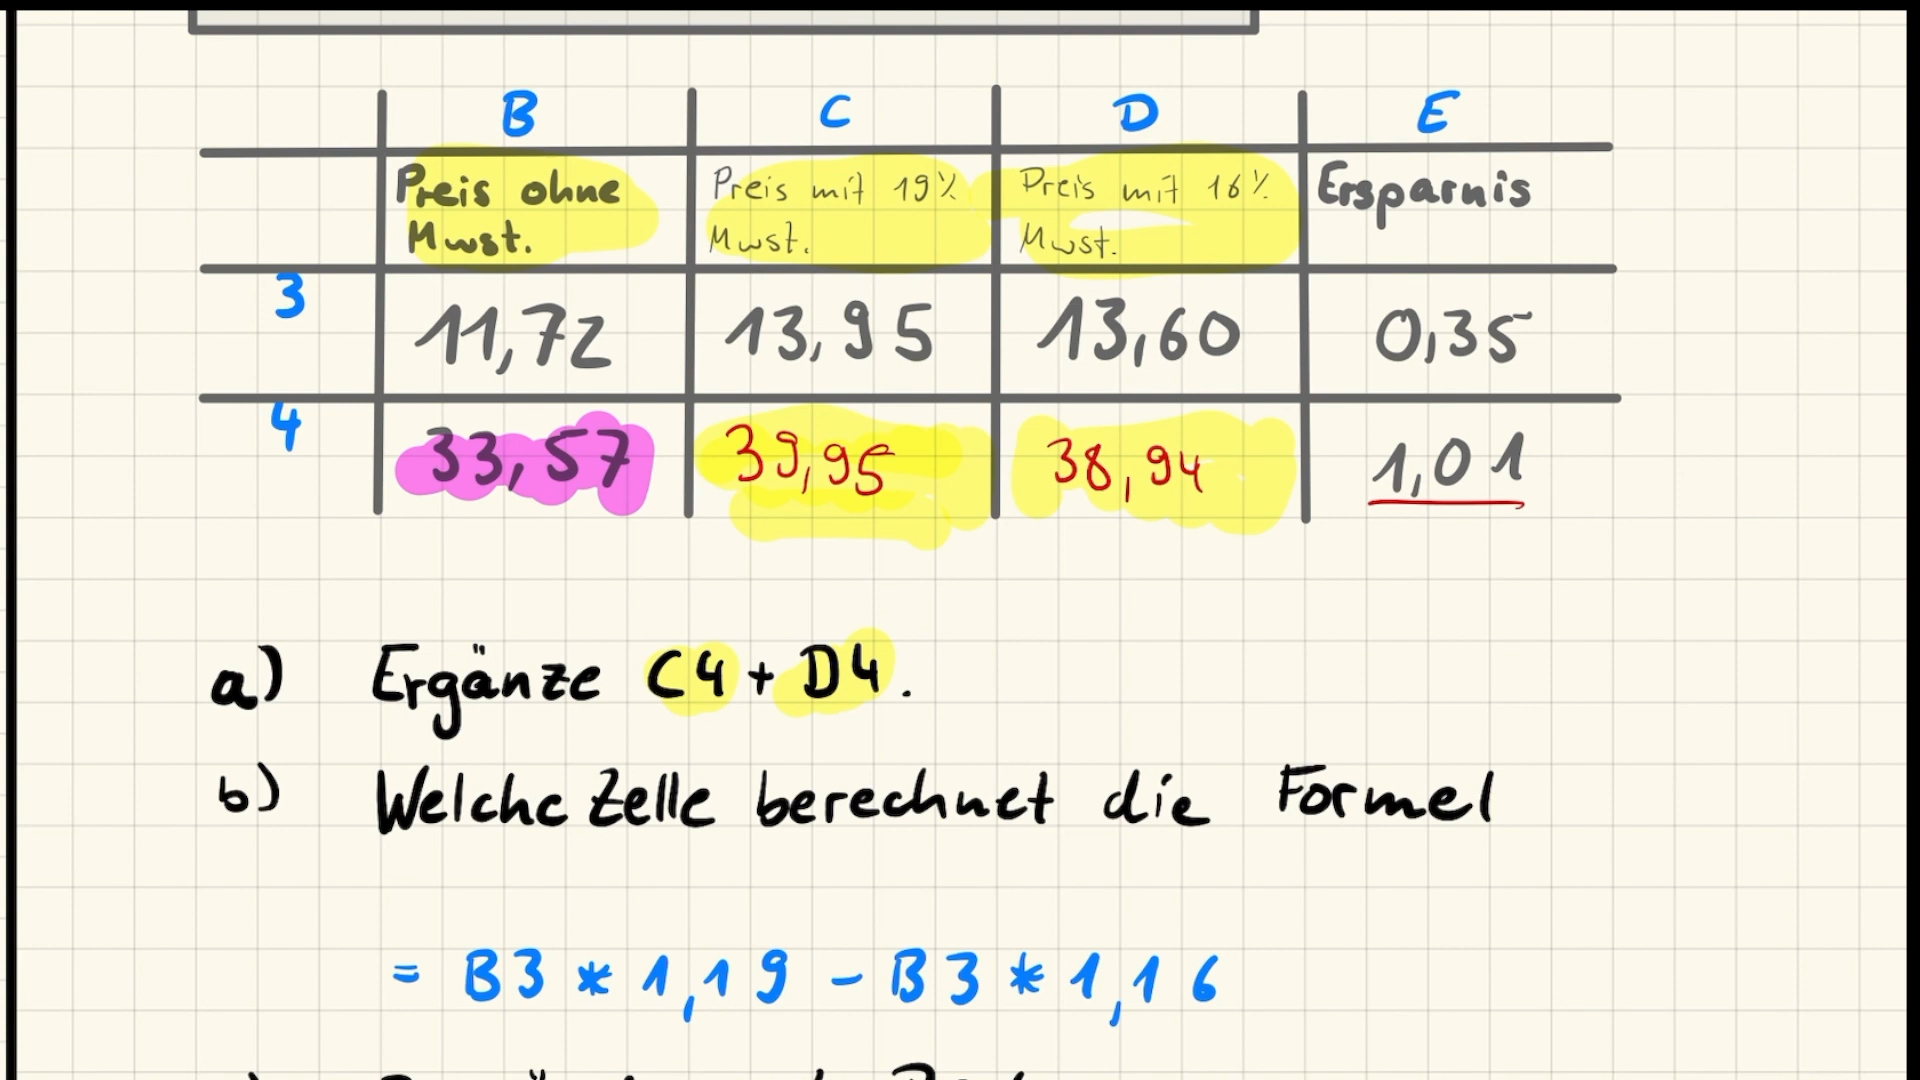 B C D E
Preis ohne Mwst. Preis mit 19% Mwst. Preis mit 16% Mwst. Ersparnis
3 11,72 13,95 13,60 0,35
4 33,57 39,95 38,94 1,01
a) Ergänze C4 + D4.
b) Welche Zelle berechnet die Formel
= B3 * 1,19 - B3 * 1,16